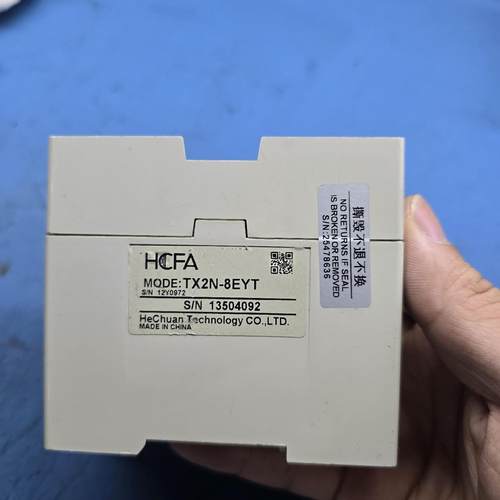 HCFA
MODE:TX2N-8EYT
S/N 12Y0972
S/N 13504092
HeChuan Technology CO.,LTD.
MADE IN CHINA
撕毁不退不换
NO RETURNS IF SEAL
IS BROKEN OR REMOVED
S/N:25478636